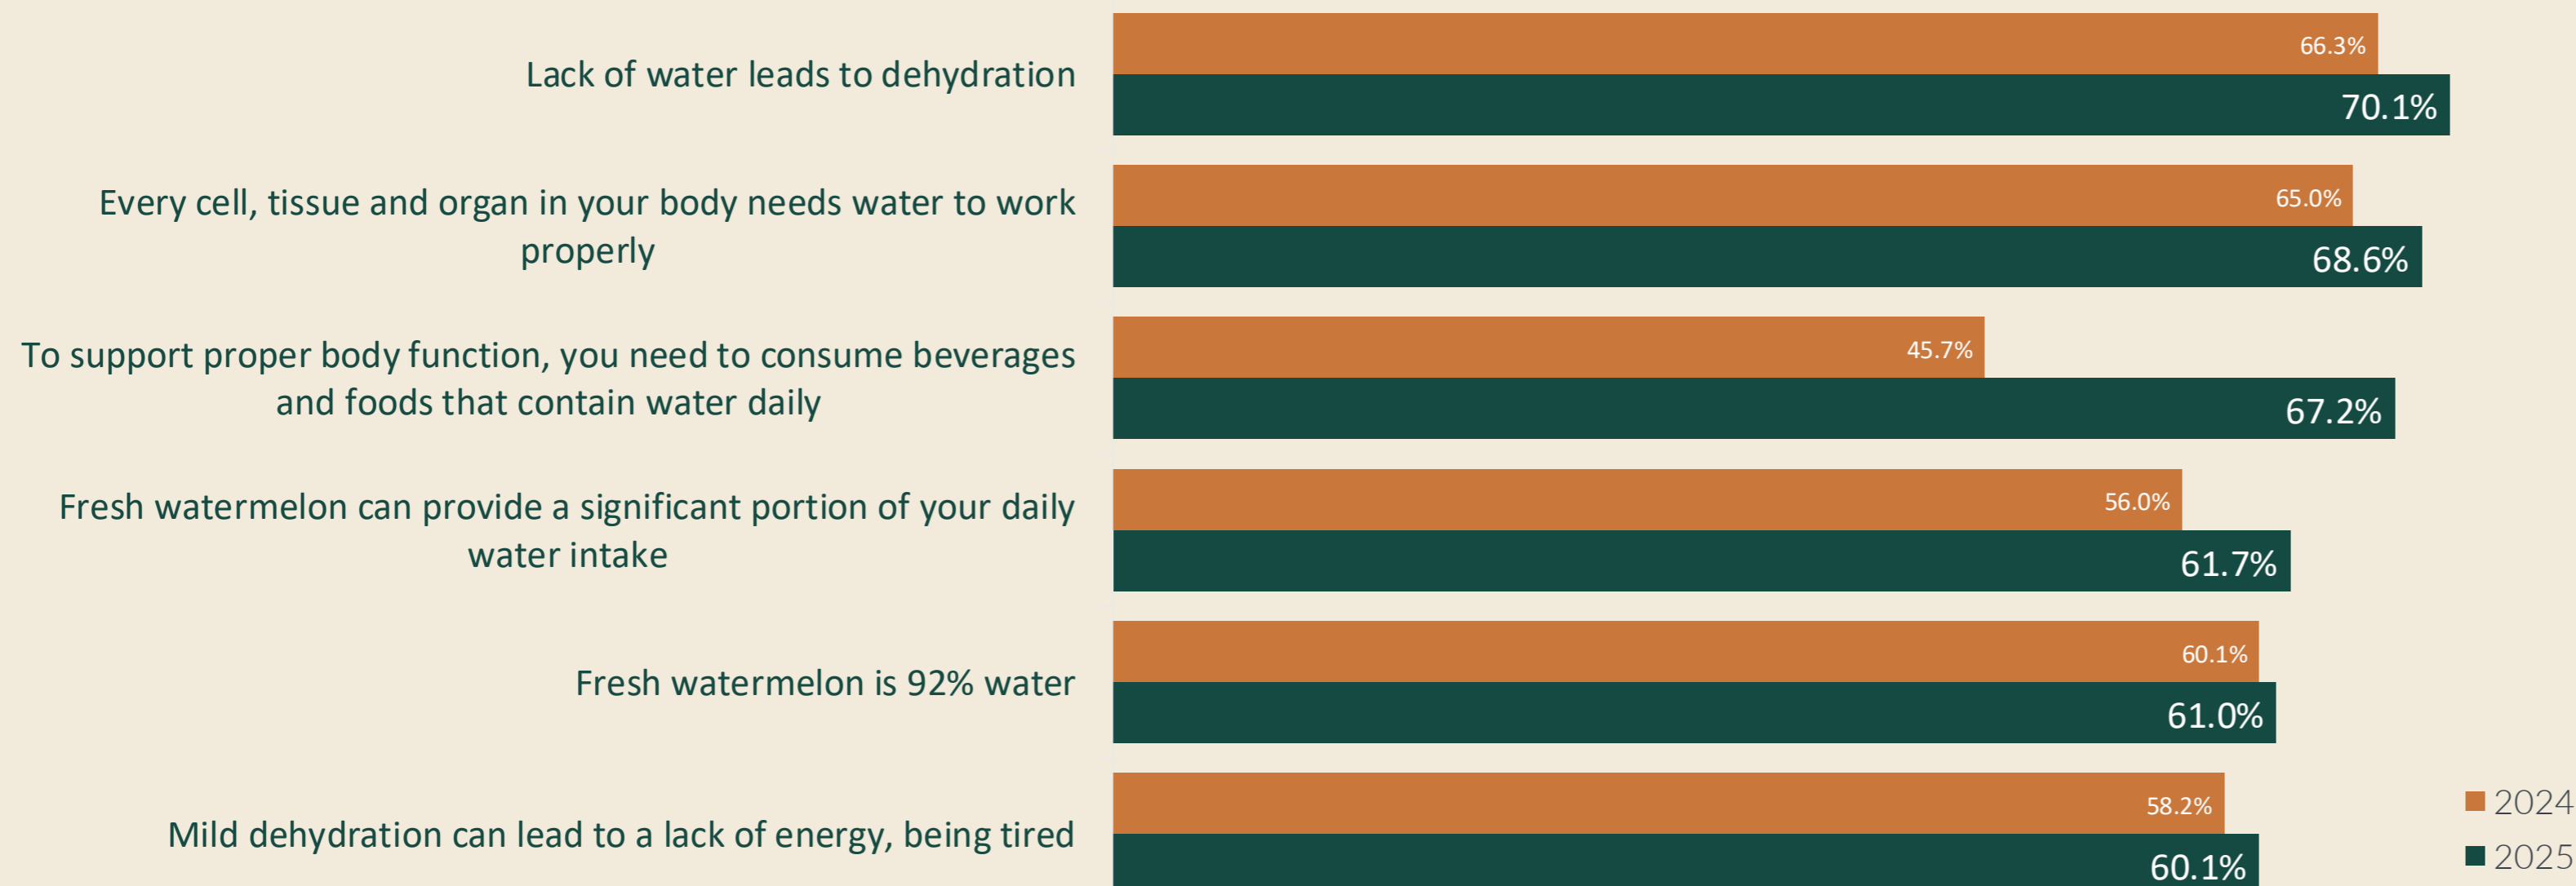 Lack of water leads to dehydration
66.3%
70.1%
Every cell, tissue and organ in your body needs water to work
properly
65.0%
68.6%
To support proper body function, you need to consume beverages
and foods that contain water daily
45.7%
67.2%
Fresh watermelon can provide a significant portion of your daily
water intake
56.0%
61.7%
Fresh watermelon is 92% water
60.1%
61.0%
Mild dehydration can lead to a lack of energy, being tired
58.2%
60.1%
2024
2025